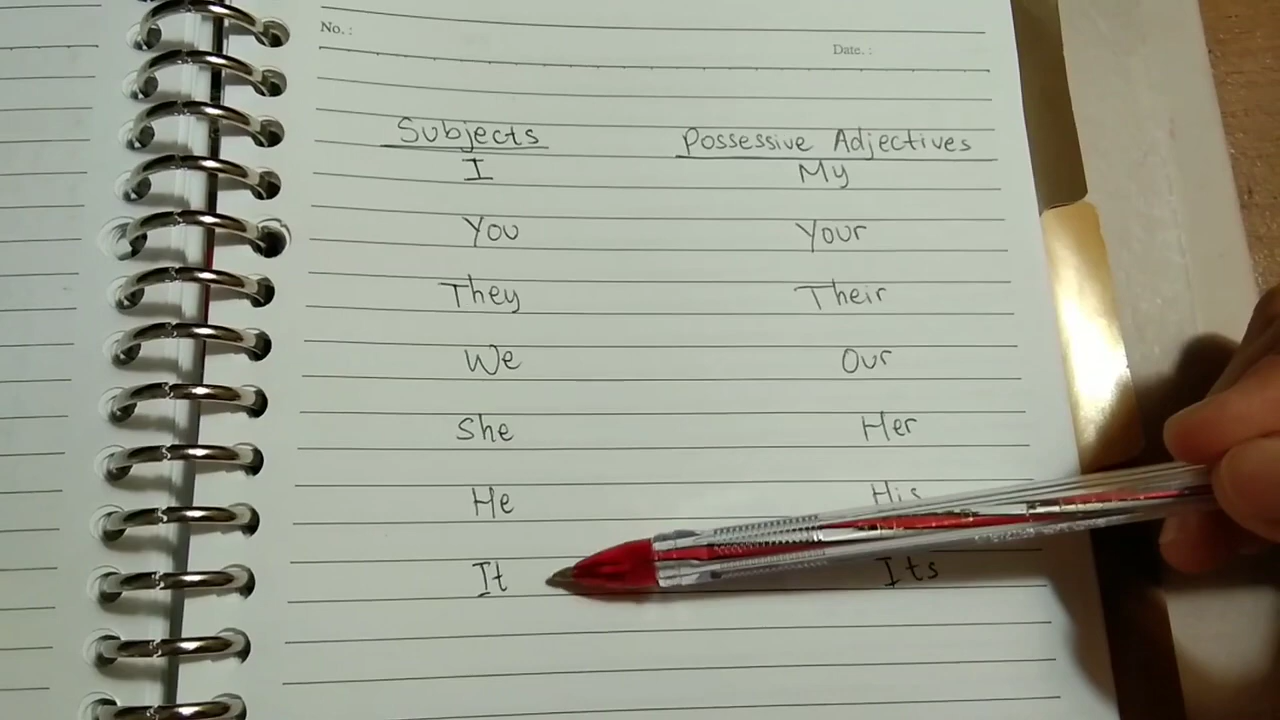 No. :
Date. :
Subjects Possessive Adjectives
I My
You Your
They Their
We Our
She Her
He His
It Its